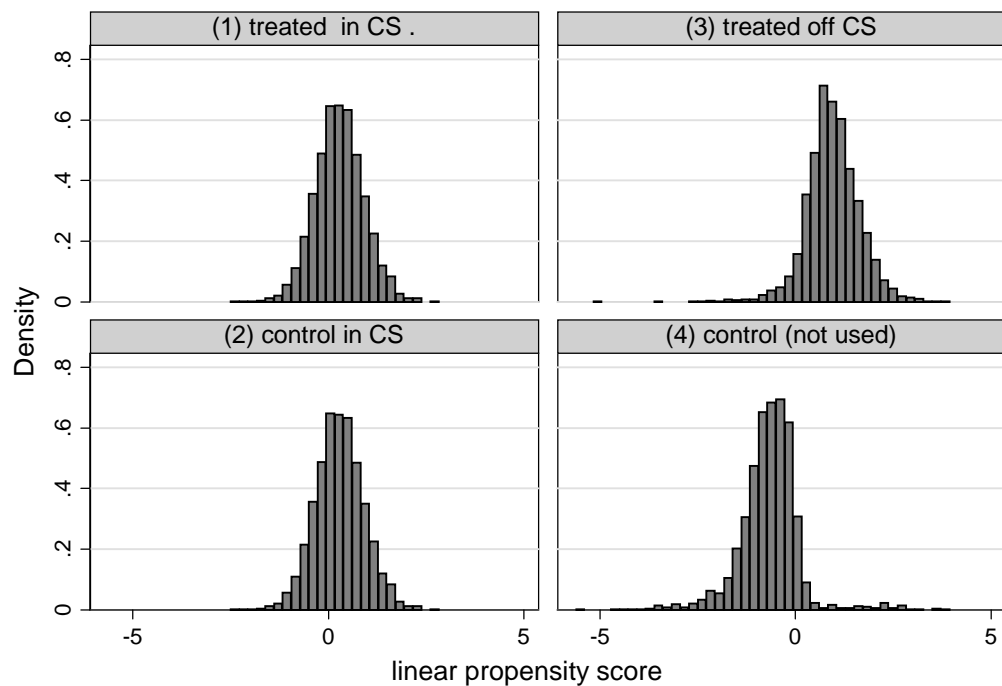 (1) treated  in CS .
(3) treated off CS
.8
.6
.4
.2
0
(2) control in CS
(4) control (not used)
.8
.6
.4
.2
0
Density
-5
0
5
-5
0
5
linear propensity score